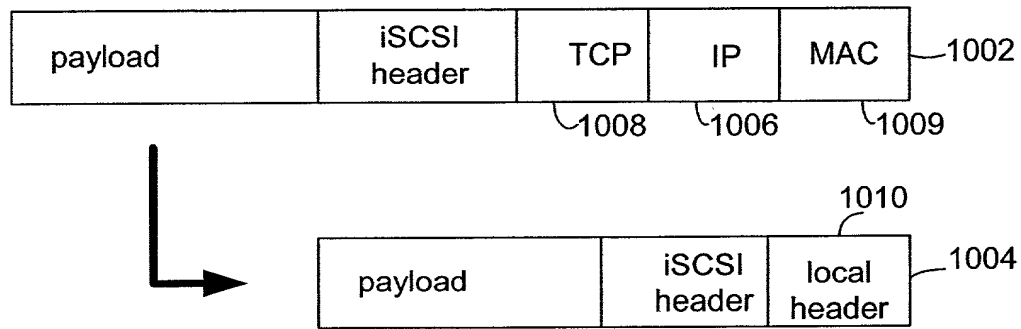 payload
iSCSI
header
TCP
IP
MAC
1002
1008
1006
1009
1010
payload
iSCSI
header
local
header
1004